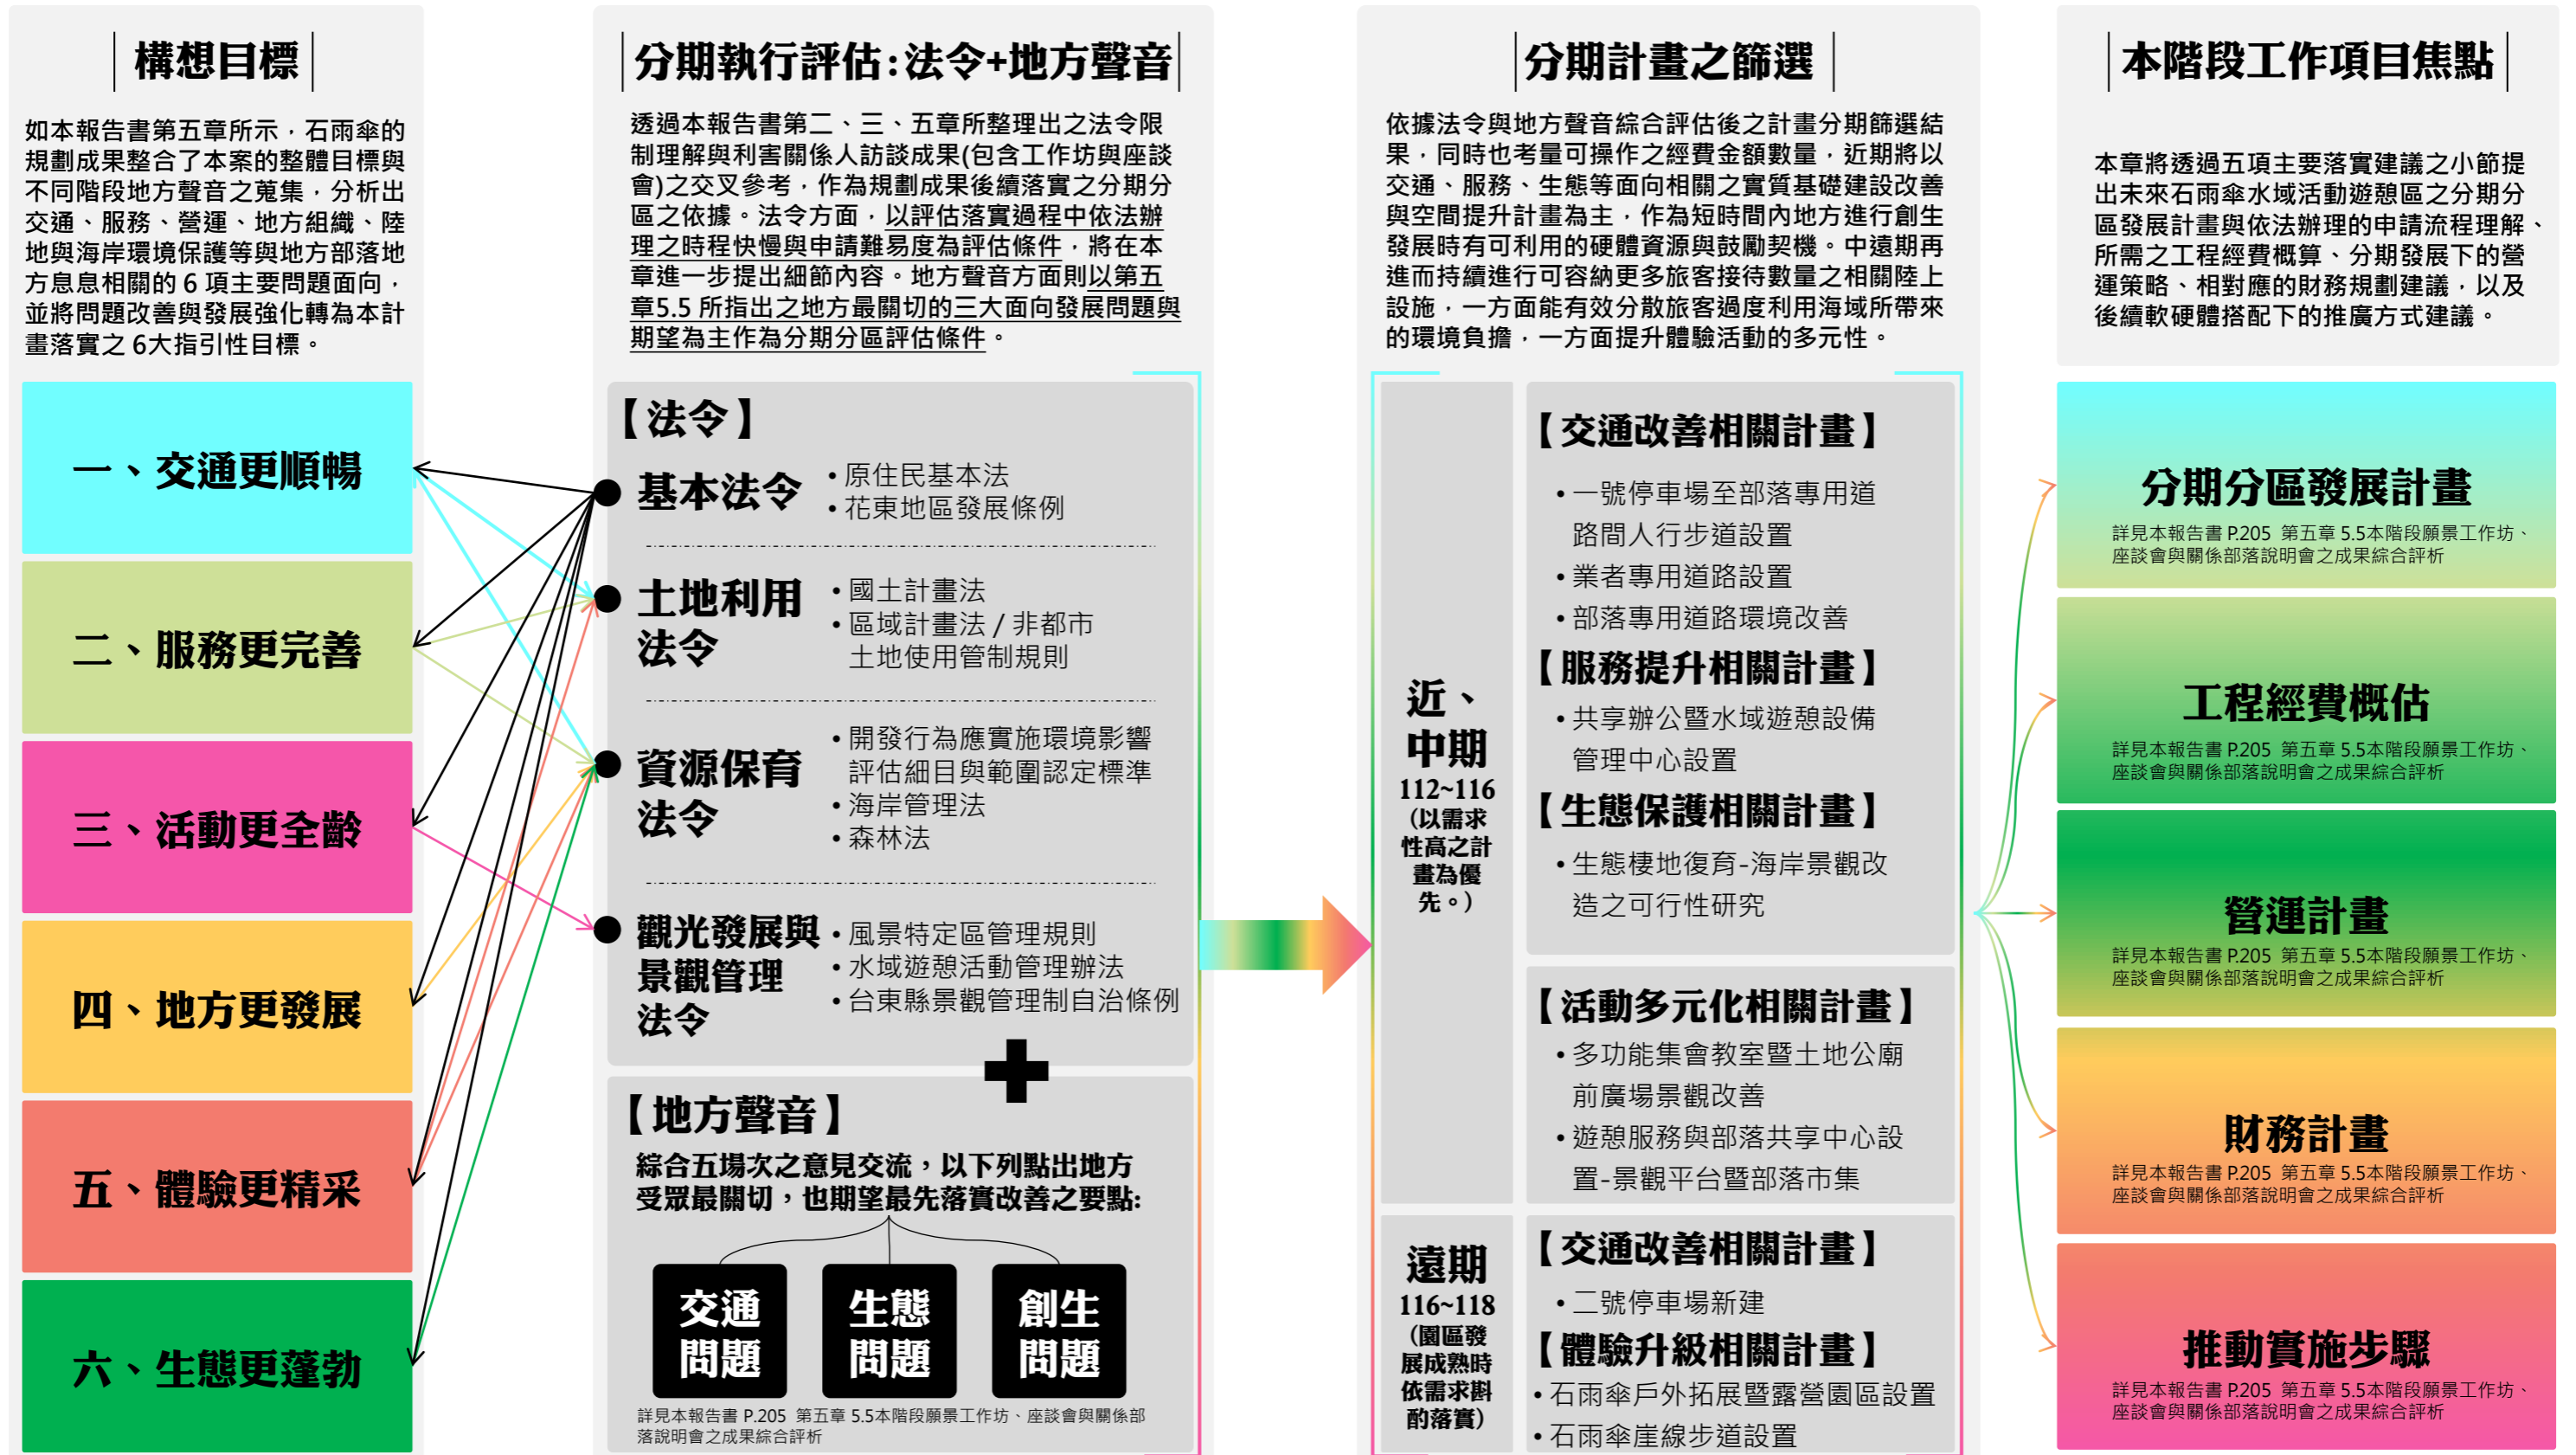 構想目標
如本報告書第五章所示，石雨傘的
規劃成果整合了本案的整體目標與
不同階段地方聲音之蒐集，分析出
交通、服務、營運、地方組織、陸
地與海岸環境保護等與地方部落地
方息息相關的 6 項主要問題面向，
並將問題改善與發展強化轉為本計
畫落實之 6大指引性目標。
一、交通更順暢
二、服務更完善
三、活動更全齡
四、地方更發展
五、體驗更精采
六、生態更蓬勃
分期執行評估:法令+地方聲音
透過本報告書第二、三、五章所整理出之法令限
制理解與利害關係人訪談成果(包含工作坊與座談
會)之交叉參考，作為規劃成果後續落實之分期分
區之依據。法令方面，以評估落實過程中依法辦
理之時程快慢與申請難易度為評估條件，將在本
章進一步提出細節內容。地方聲音方面則以第五
章5.5 所指出之地方最關切的三大面向發展問題與
期望為主作為分期分區評估條件。
【法令】
基本法令
•原住民基本法
•花東地區發展條例
土地利用
法令
•國土計畫法
•區域計畫法 / 非都市
土地使用管制規則
資源保育
法令
•開發行為應實施環境影響
評估細目與範圍認定標準
•海岸管理法
•森林法
觀光發展與
景觀管理
法令
•風景特定區管理規則
•水域遊憩活動管理辦法
•台東縣景觀管理制自治條例
【地方聲音】
綜合五場次之意見交流，以下列點出地方
受眾最關切，也期望最先落實改善之要點:
交通
問題
生態
問題
創生
問題
詳見本報告書 P.205 第五章 5.5本階段願景工作坊、座談會與關係部
落說明會之成果綜合評析
分期計畫之篩選
依據法令與地方聲音綜合評估後之計畫分期篩選結
果，同時也考量可操作之經費金額數量，近期將以
交通、服務、生態等面向相關之實質基礎建設改善
與空間提升計畫為主，作為短時間內地方進行創生
發展時有可利用的硬體資源與鼓勵契機。中遠期再
進而持續進行可容納更多旅客接待數量之相關陸上
設施，一方面能有效分散旅客過度利用海域所帶來
的環境負擔，一方面提升體驗活動的多元性。
近、
中期
112~116
（以需求
性高之計
畫為優
先。）
【交通改善相關計畫】
•一號停車場至部落專用道
路間人行步道設置
•業者專用道路設置
•部落專用道路環境改善
【服務提升相關計畫】
•共享辦公暨水域遊憩設備
管理中心設置
【生態保護相關計畫】
•生態棲地復育-海岸景觀改
造之可行性研究
【活動多元化相關計畫】
•多功能集會教室暨土地公廟
前廣場景觀改善
•遊憩服務與部落共享中心設
置-景觀平台暨部落市集
遠期
116~118
（園區發
展成熟時
依需求斟
酌落實）
【交通改善相關計畫】
•二號停車場新建
【體驗升級相關計畫】
•石雨傘戶外拓展暨露營園區設置
•石雨傘崖線步道設置
本階段工作項目焦點
本章將透過五項主要落實建議之小節提
出未來石雨傘水域活動遊憩區之分期分
區發展計畫與依法辦理的申請流程理解、
所需之工程經費概算、分期發展下的營
運策略、相對應的財務規劃建議，以及
後續軟硬體搭配下的推廣方式建議。
分期分區發展計畫
詳見本報告書 P.205 第五章 5.5本階段願景工作坊、
座談會與關係部落說明會之成果綜合評析
工程經費概估
詳見本報告書 P.205 第五章 5.5本階段願景工作坊、
座談會與關係部落說明會之成果綜合評析
營運計畫
詳見本報告書 P.205 第五章 5.5本階段願景工作坊、
座談會與關係部落說明會之成果綜合評析
財務計畫
詳見本報告書 P.205 第五章 5.5本階段願景工作坊、
座談會與關係部落說明會之成果綜合評析
推動實施步驟
詳見本報告書 P.205 第五章 5.5本階段願景工作坊、
座談會與關係部落說明會之成果綜合評析